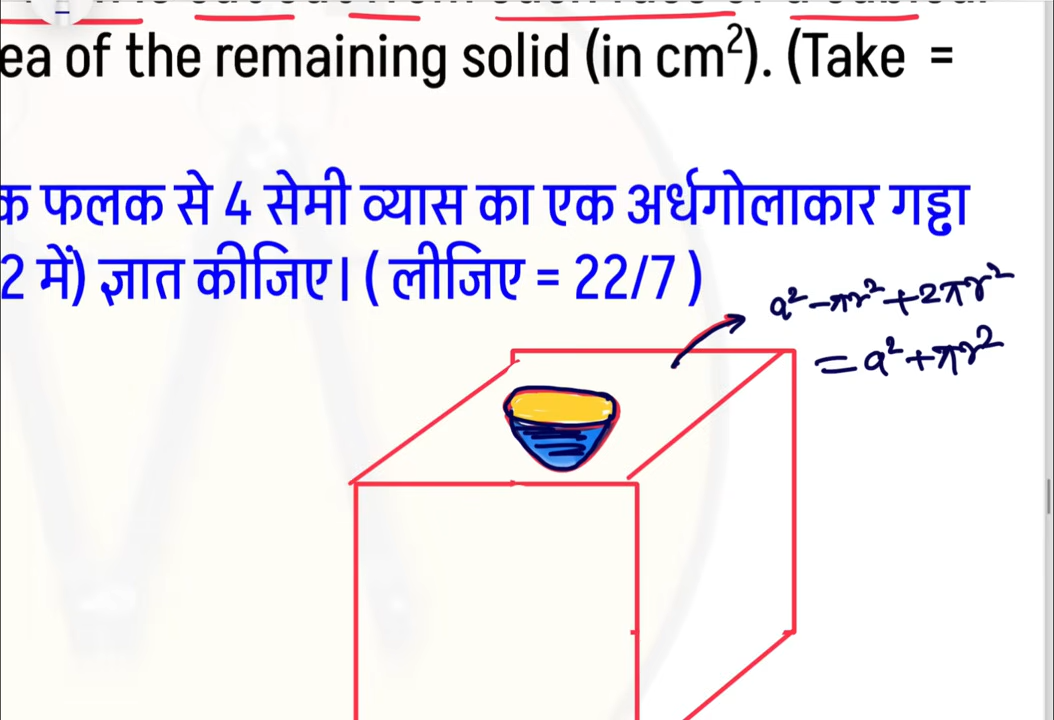 ea of the remaining solid (in cm²). (Take =
क फलक से 4 सेमी व्यास का एक अर्धगोलाकार गड्ढा
2 में) ज्ञात कीजिए। ( लीजिए = 22/7 )
a² - πr² + 2πr²
= a² + πr²